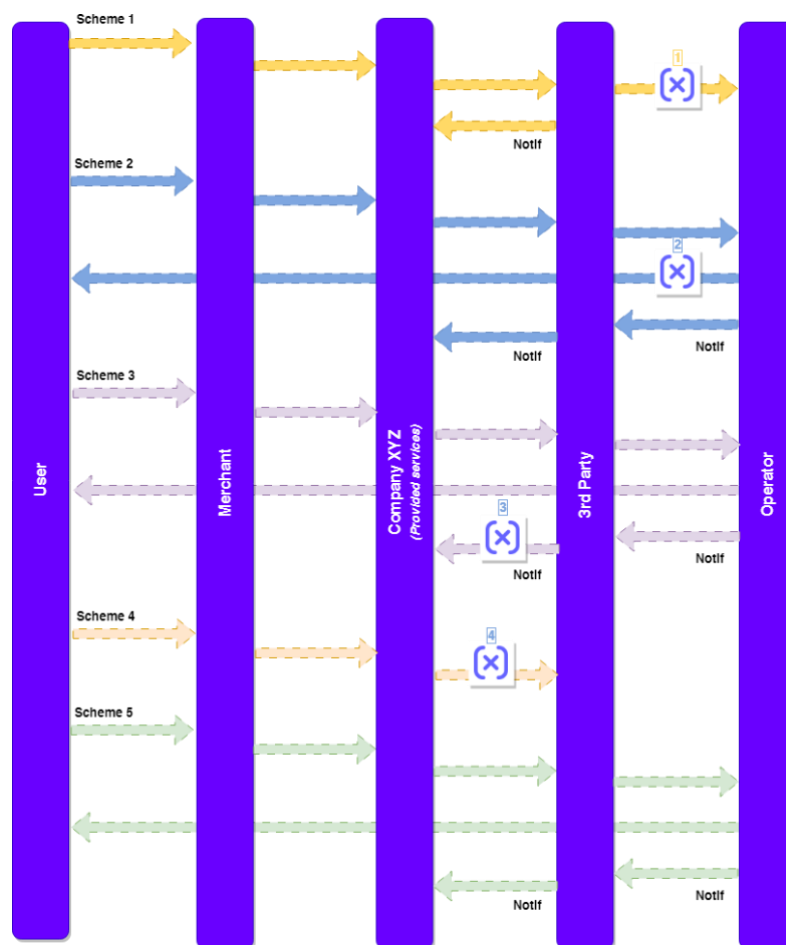 Scheme 1
1
NotIf
Scheme 2
2
NotIf
NotIf
Scheme 3
User
Merchant
Company XYZ
(Provided services)
3rd Party
Operator
3
NotIf
NotIf
Scheme 4
4
Scheme 5
NotIf
NotIf